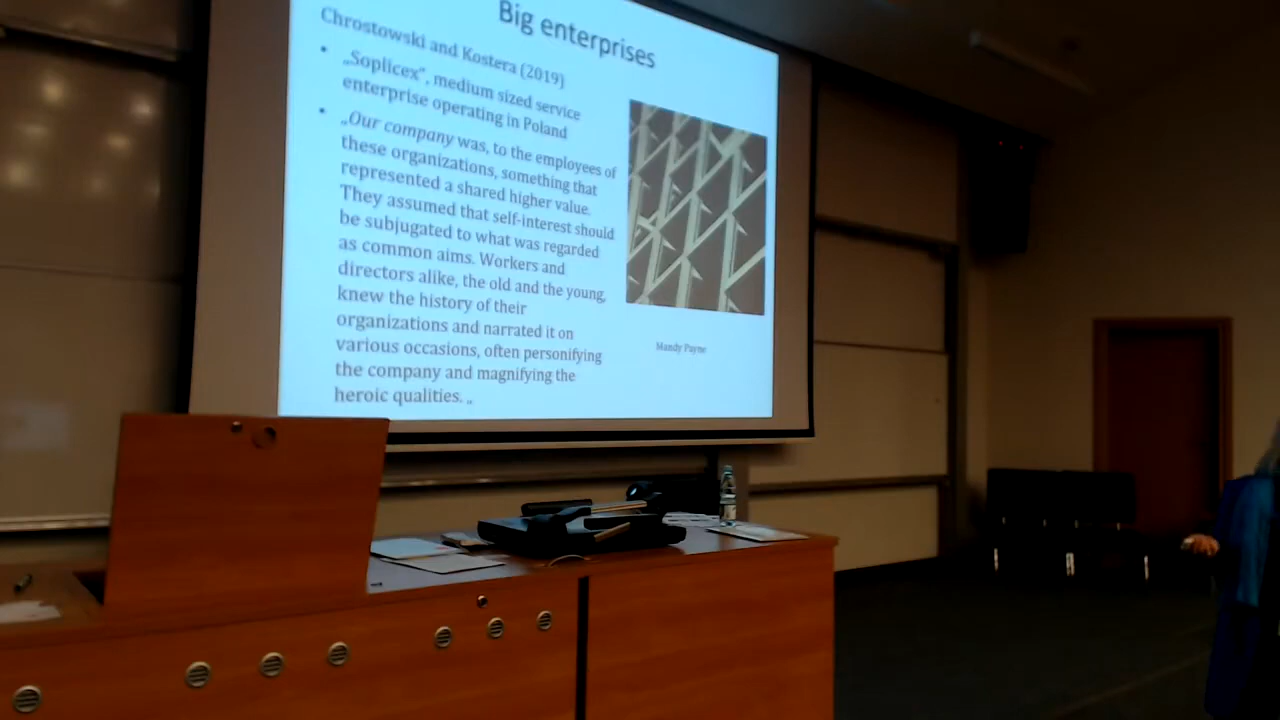 Big enterprises
Chrostowski and Kostera (2019)
• „Soplicex", medium sized service
enterprise operating in Poland
• „Our company was, to the employees of
these organizations, something that
represented a shared higher value.
They assumed that self-interest should
be subjugated to what was regarded
as common aims. Workers and
directors alike, the old and the young,
knew the history of their
organizations and narrated it on
various occasions, often personifying
the company and magnifying the
heroic qualities. „
Mandy Payne